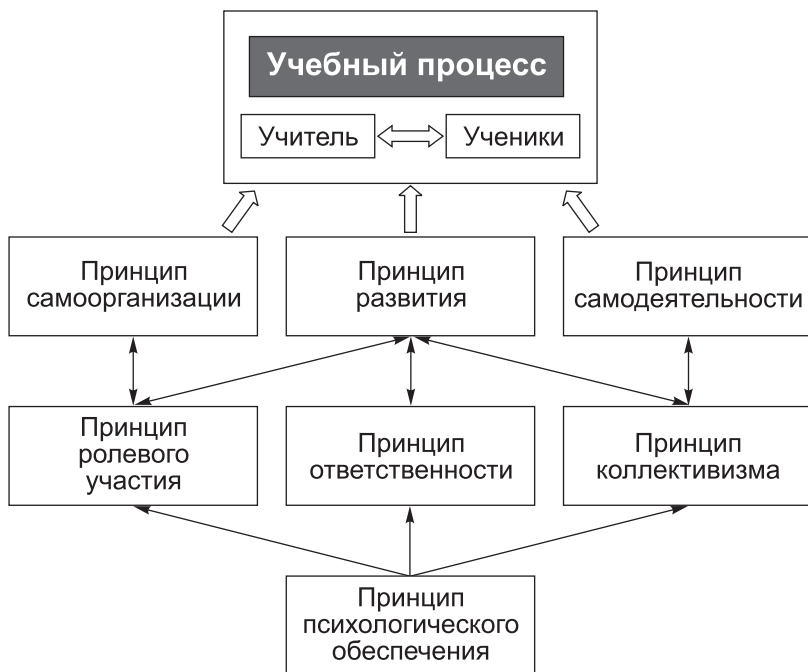 Учебный процесс
Учитель
Ученики
Принцип
самоорганизации
Принцип
развития
Принцип
самодеятельности
Принцип
ролевого
участия
Принцип
ответственности
Принцип
коллективизма
Принцип
психологического
обеспечения